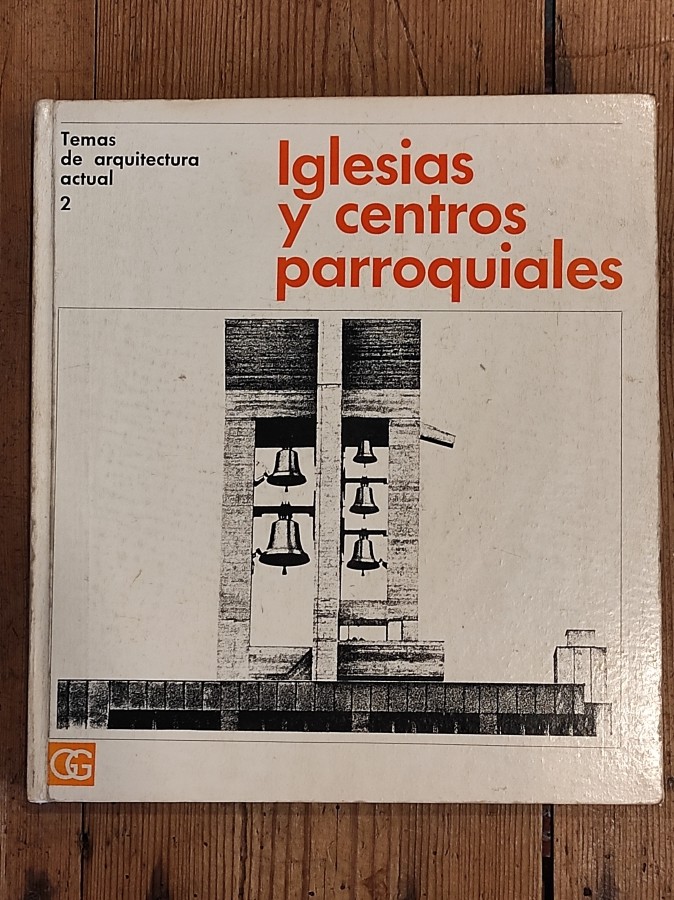 Temas
de arquitectura
actual
2
Iglesias
y centros
parroquiales
GG